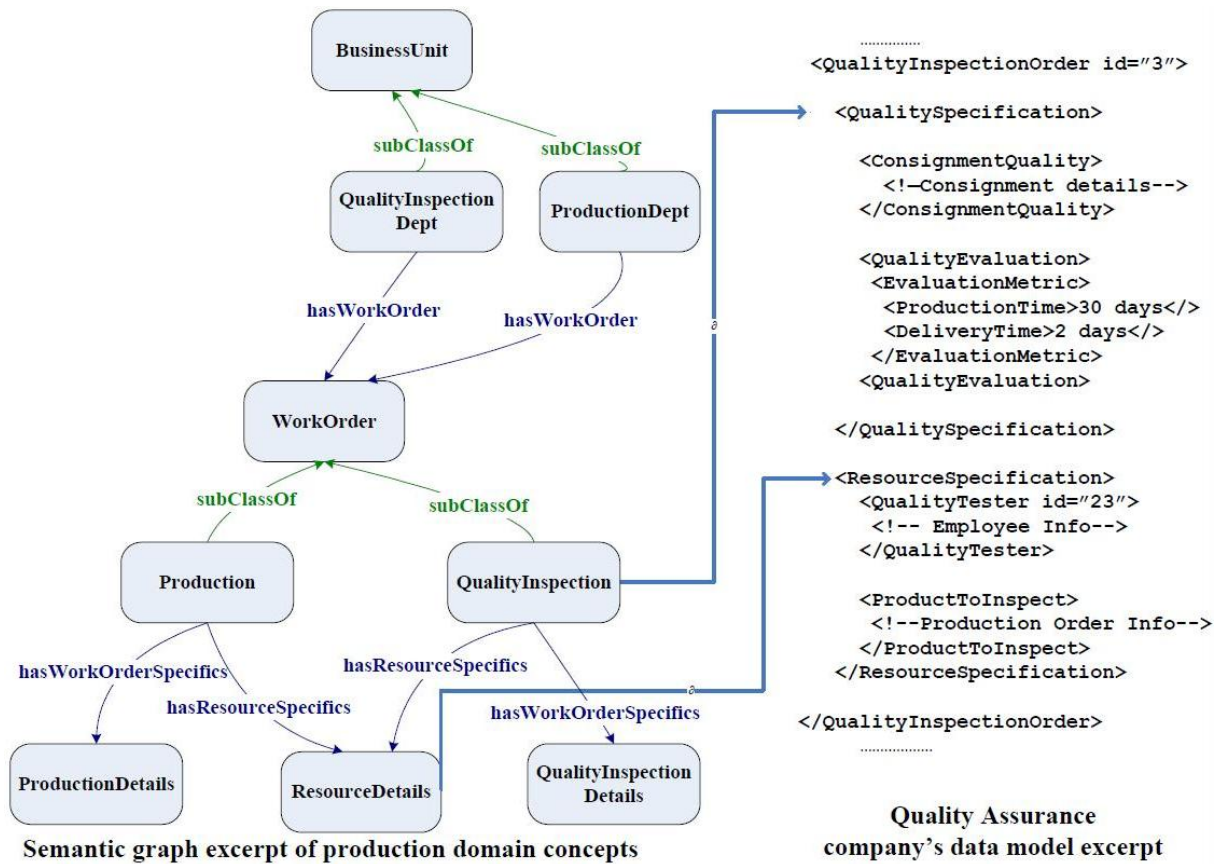 BusinessUnit
subClassOf
subClassOf
QualityInspection
Dept
ProductionDept
hasWorkOrder
hasWorkOrder
WorkOrder
subClassOf
subClassOf
Production
QualityInspection
hasWorkOrderSpecifics
hasResourceSpecifics
hasResourceSpecifics
hasWorkOrderSpecifics
ProductionDetails
ResourceDetails
QualityInspection
Details
Semantic graph excerpt of production domain concepts
∂
∂
...............
<QualityInspectionOrder id=″3″>
<QualitySpecification>
<ConsignmentQuality>
<!—Consignment details-->
</ConsignmentQuality>
<QualityEvaluation>
<EvaluationMetric>
<ProductionTime>30 days</>
<DeliveryTime>2 days</>
</EvaluationMetric>
<QualityEvaluation>
</QualitySpecification>
<ResourceSpecification>
<QualityTester id=″23″>
<!-- Employee Info-->
</QualityTester>
<ProductToInspect>
<!--Production Order Info-->
</ProductToInspect>
</ResourceSpecification>
</QualityInspectionOrder>
..................
Quality Assurance
company's data model excerpt